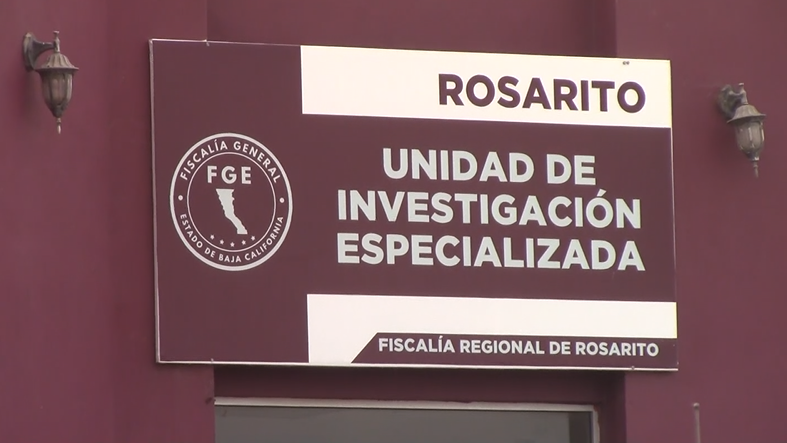 ROSARITO
FISCALÍA GENERAL
FGE
ESTADO DE BAJA CALIFORNIA
UNIDAD DE
INVESTIGACIÓN
ESPECIALIZADA
FISCALÍA REGIONAL DE ROSARITO